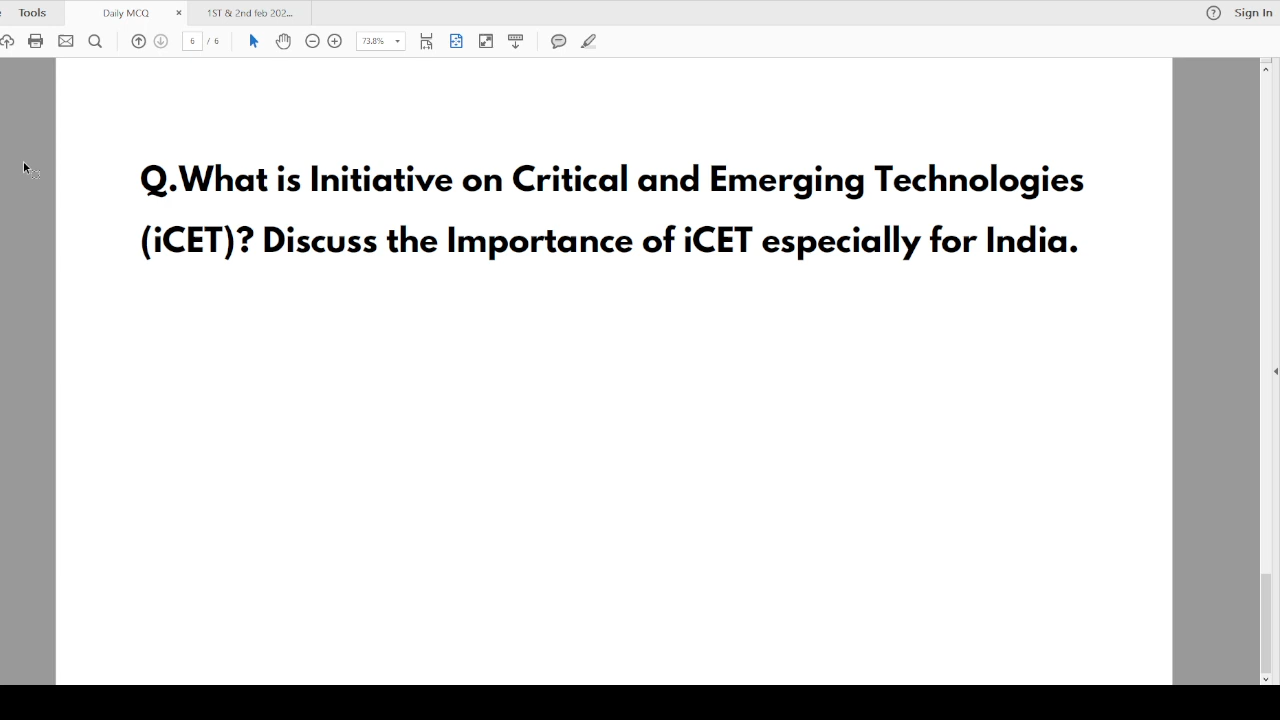 Tools
Daily MCQ
1ST & 2nd feb 202...
Sign In
6 / 6
73.8%
Q.What is Initiative on Critical and Emerging Technologies
(iCET)? Discuss the Importance of iCET especially for India.